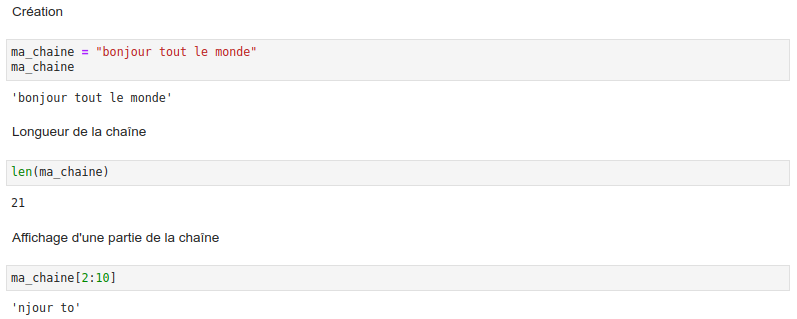 Création
ma_chaine = "bonjour tout le monde"
ma_chaine
'bonjour tout le monde'
Longueur de la chaîne
len(ma_chaine)
21
Affichage d'une partie de la chaîne
ma_chaine[2:10]
'njour to'